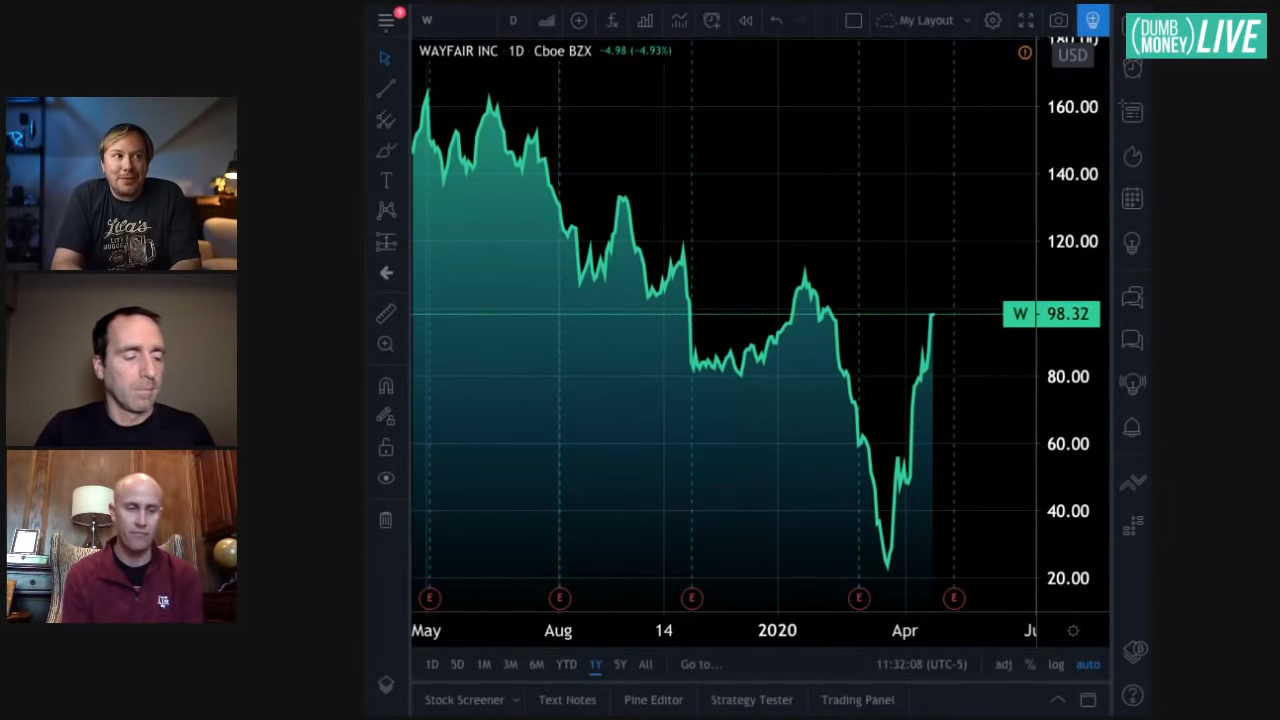 9
W
D
My Layout
(DUMB MONEY) LIVE
WAYFAIR INC 1D Cboe BZX -4.98 (-4.93%)
USD
160.00
140.00
120.00
W 98.32
80.00
60.00
40.00
20.00
E E E E E
May Aug 14 2020 Apr
1D 5D 1M 3M 6M YTD 1Y 5Y All Go to... 11:32:08 (UTC-5) adj % log auto
Stock Screener Text Notes Pine Editor Strategy Tester Trading Panel
Lila's